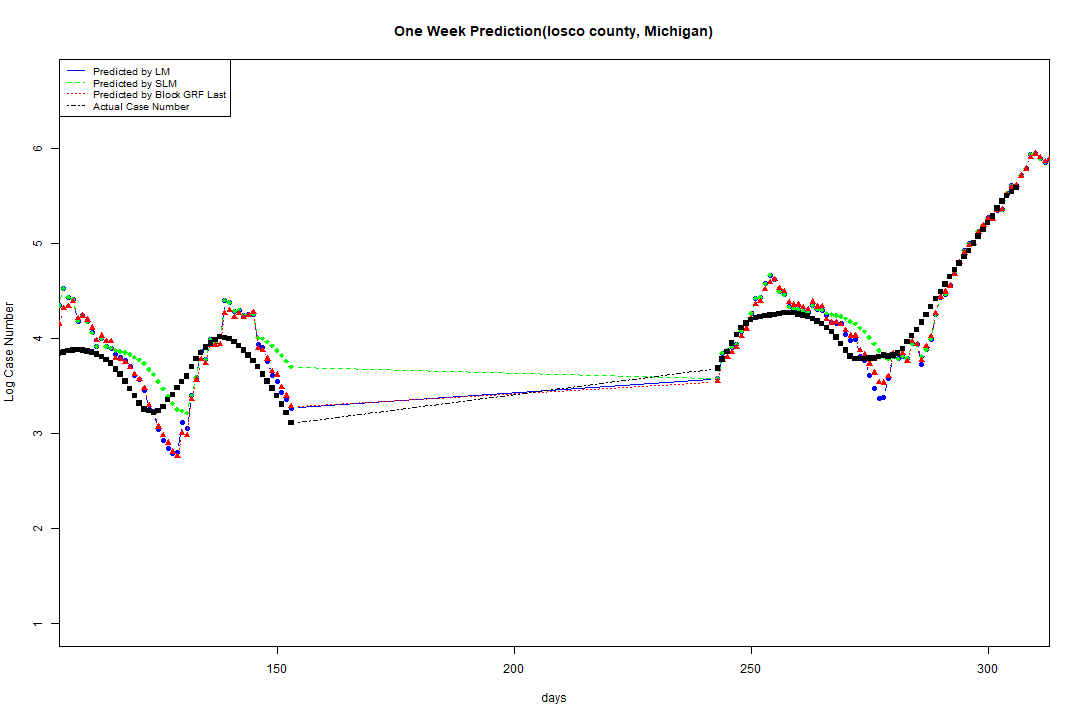 One Week Prediction(Iosco county, Michigan)
Predicted by LM
Predicted by SLM
Predicted by Block GRF Last
Actual Case Number
6
5
4
3
2
1
Log Case Number
150 200 250 300
days